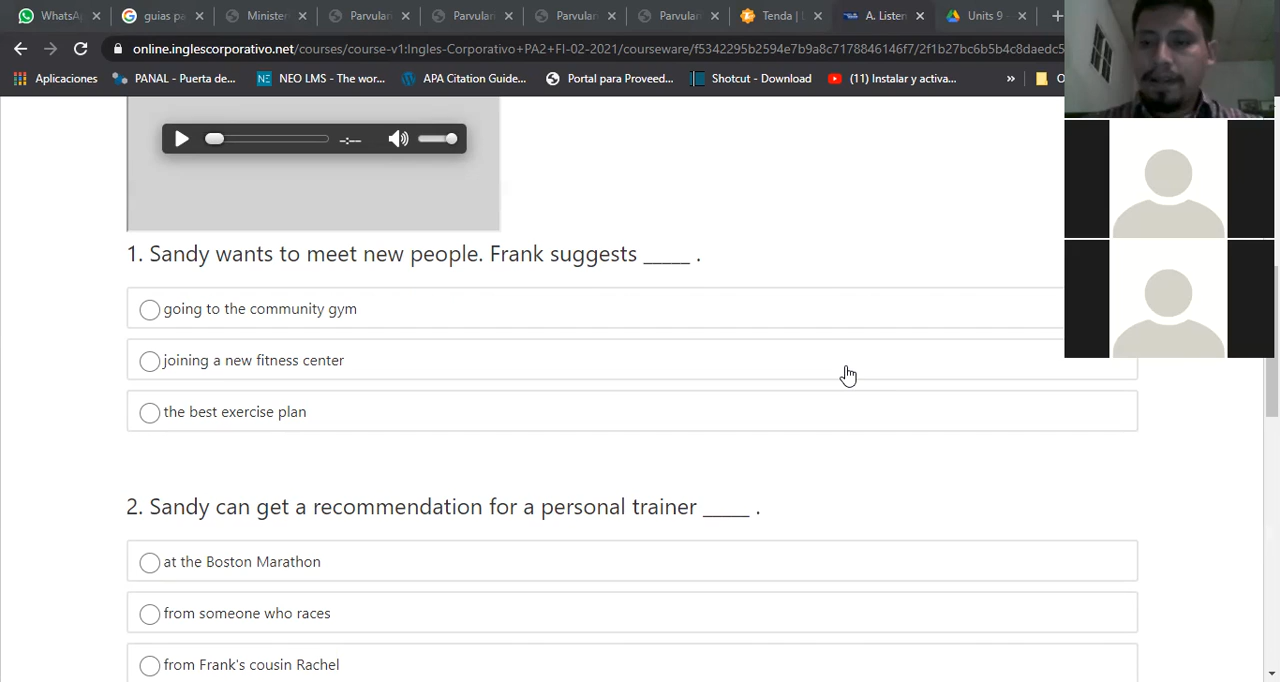 WhatsA
guias pa
Minister
Parvular
Parvular
Parvular
Parvular
Tenda | L
A. Listen
Units 9 -
online.inglescorporativo.net/courses/course-v1:Ingles-Corporativo+PA2+FI-02-2021/courseware/f5342295b2594e7b9a8c7178846146f7/2f1b27bc6b5b4c8daedc5
Aplicaciones
PANAL - Puerta de...
NEO LMS - The wor...
APA Citation Guide...
Portal para Proveed...
Shotcut - Download
(11) Instalar y activa...
»
O
-:--
1. Sandy wants to meet new people. Frank suggests _____ .
going to the community gym
joining a new fitness center
the best exercise plan
2. Sandy can get a recommendation for a personal trainer _____ .
at the Boston Marathon
from someone who races
from Frank's cousin Rachel